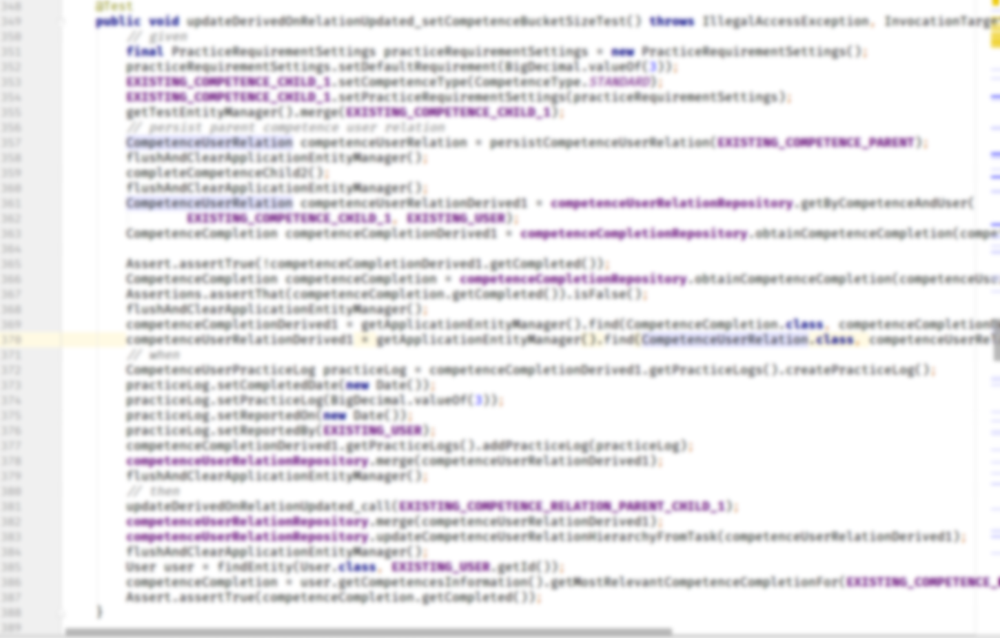 348 @Test
349 public void updateDerivedOnRelationUpdated_setCompetenceBucketSizeTest() throws IllegalAccessException, InvocationTarge
350 // given
351 final PracticeRequirementSettings practiceRequirementSettings = new PracticeRequirementSettings();
352 practiceRequirementSettings.setDefaultRequirement(BigDecimal.valueOf(3));
353 EXISTING_COMPETENCE_CHILD_1.setCompetenceType(CompetenceType.STANDARD);
354 EXISTING_COMPETENCE_CHILD_1.setPracticeRequirementSettings(practiceRequirementSettings);
355 getTestEntityManager().merge(EXISTING_COMPETENCE_CHILD_1);
356 // persist parent competence user relation
357 CompetenceUserRelation competenceUserRelation = persistCompetenceUserRelation(EXISTING_COMPETENCE_PARENT);
358 flushAndClearApplicationEntityManager();
359 completeCompetenceChild2();
360 flushAndClearApplicationEntityManager();
361 CompetenceUserRelation competenceUserRelationDerived1 = competenceUserRelationRepository.getByCompetenceAndUser(
362 EXISTING_COMPETENCE_CHILD_1, EXISTING_USER);
363 CompetenceCompletion competenceCompletionDerived1 = competenceCompletionRepository.obtainCompetenceCompletion(compe
364
365 Assert.assertTrue(!competenceCompletionDerived1.getCompleted());
366 CompetenceCompletion competenceCompletion = competenceCompletionRepository.obtainCompetenceCompletion(competenceUse
367 Assertions.assertThat(competenceCompletion.getCompleted()).isFalse();
368 flushAndClearApplicationEntityManager();
369 competenceCompletionDerived1 = getApplicationEntityManager().find(CompetenceCompletion.class, competenceCompletion
370 competenceUserRelationDerived1 = getApplicationEntityManager().find(CompetenceUserRelation.class, competenceUserRel
371 // when
372 CompetenceUserPracticeLog practiceLog = competenceCompletionDerived1.getPracticeLogs().createPracticeLog();
373 practiceLog.setCompletedDate(new Date());
374 practiceLog.setPracticeLog(BigDecimal.valueOf(3));
375 practiceLog.setReportedOn(new Date());
376 practiceLog.setReportedBy(EXISTING_USER);
377 competenceCompletionDerived1.getPracticeLogs().addPracticeLog(practiceLog);
378 competenceUserRelationRepository.merge(competenceUserRelationDerived1);
379 flushAndClearApplicationEntityManager();
380 // then
381 updateDerivedOnRelationUpdated_call(EXISTING_COMPETENCE_RELATION_PARENT_CHILD_1);
382 competenceUserRelationRepository.merge(competenceUserRelationDerived1);
383 competenceUserRelationRepository.updateCompetenceUserRelationHierarchyFromTask(competenceUserRelationDerived1);
384 flushAndClearApplicationEntityManager();
385 User user = findEntity(User.class, EXISTING_USER.getId());
386 competenceCompletion = user.getCompetencesInformation().getMostRelevantCompetenceCompletionFor(EXISTING_COMPETENCE_
387 Assert.assertTrue(competenceCompletion.getCompleted());
388 }
389